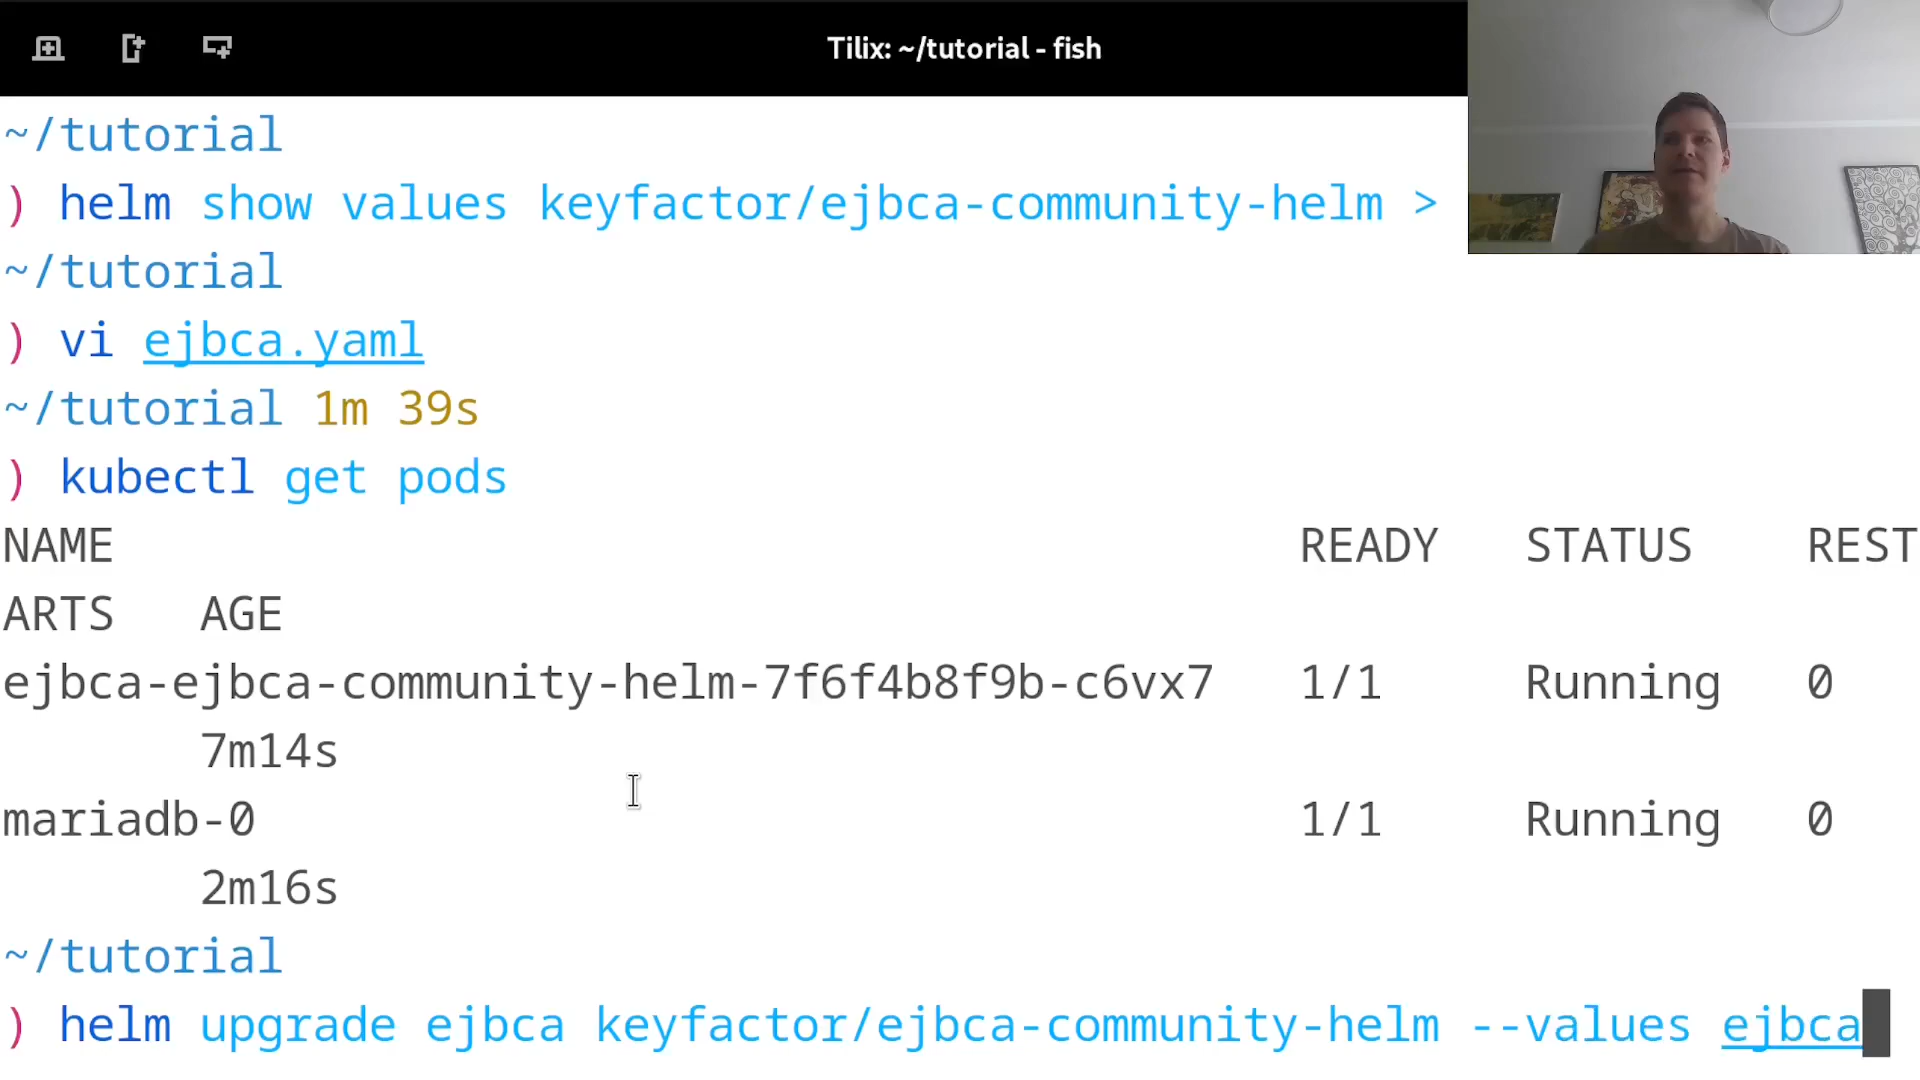 Tilix: ~/tutorial - fish
~/tutorial
) helm show values keyfactor/ejbca-community-helm >
~/tutorial
) vi ejbca.yaml
~/tutorial 1m 39s
) kubectl get pods
NAME READY STATUS REST
ARTS AGE
ejbca-ejbca-community-helm-7f6f4b8f9b-c6vx7 1/1 Running 0
7m14s
mariadb-0 1/1 Running 0
2m16s
~/tutorial
) helm upgrade ejbca keyfactor/ejbca-community-helm --values ejbca